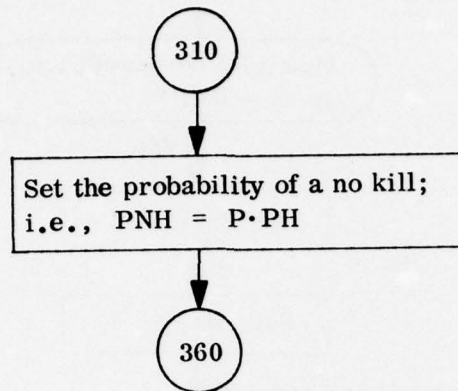 310
Set the probability of a no kill;
i.e., PNH = P·PH
360